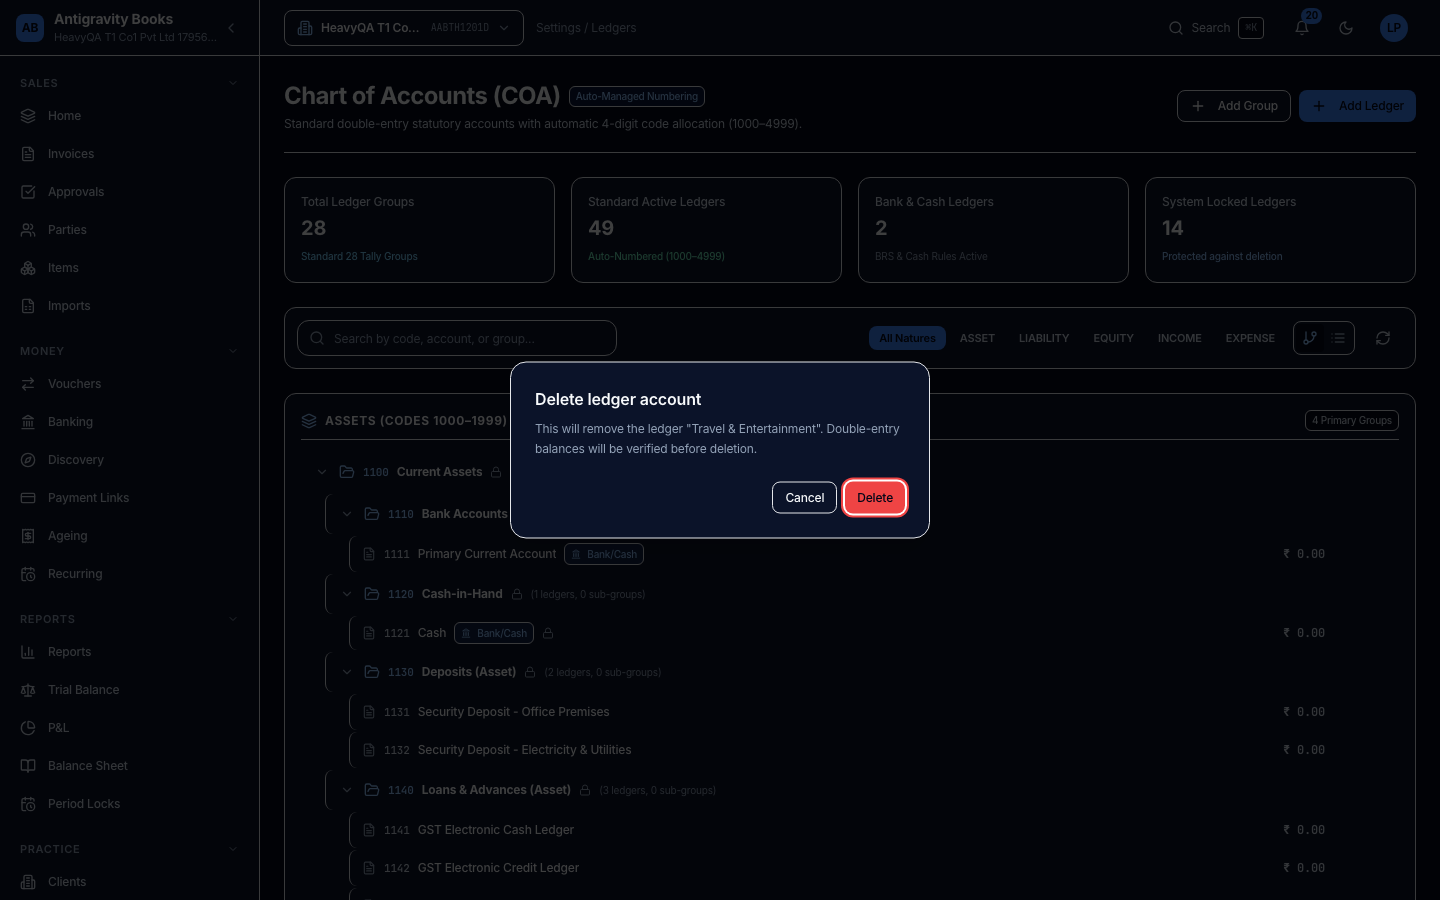 AB
Antigravity Books
HeavyQA T1 Co1 Pvt Ltd 17956...
HeavyQA T1 Co... AABTH1201D
Settings / Ledgers
Search ⌘K
20
LP
SALES
Home
Invoices
Approvals
Parties
Items
Imports
MONEY
Vouchers
Banking
Discovery
Payment Links
Ageing
Recurring
REPORTS
Reports
Trial Balance
P&L
Balance Sheet
Period Locks
PRACTICE
Clients
Chart of Accounts (COA) Auto-Managed Numbering
Standard double-entry statutory accounts with automatic 4-digit code allocation (1000–4999).
Add Group
Add Ledger
Total Ledger Groups
28
Standard 28 Tally Groups
Standard Active Ledgers
49
Auto-Numbered (1000–4999)
Bank & Cash Ledgers
2
BRS & Cash Rules Active
System Locked Ledgers
14
Protected against deletion
Search by code, account, or group...
All Natures ASSET LIABILITY EQUITY INCOME EXPENSE
ASSETS (CODES 1000–1999)
4 Primary Groups
Delete ledger account
This will remove the ledger "Travel & Entertainment". Double-entry
balances will be verified before deletion.
Cancel Delete
1100 Current Assets
1110 Bank Accounts
1111 Primary Current Account Bank/Cash ₹ 0.00
1120 Cash-in-Hand (1 ledgers, 0 sub-groups)
1121 Cash Bank/Cash ₹ 0.00
1130 Deposits (Asset) (2 ledgers, 0 sub-groups)
1131 Security Deposit - Office Premises ₹ 0.00
1132 Security Deposit - Electricity & Utilities ₹ 0.00
1140 Loans & Advances (Asset) (3 ledgers, 0 sub-groups)
1141 GST Electronic Cash Ledger ₹ 0.00
1142 GST Electronic Credit Ledger ₹ 0.00